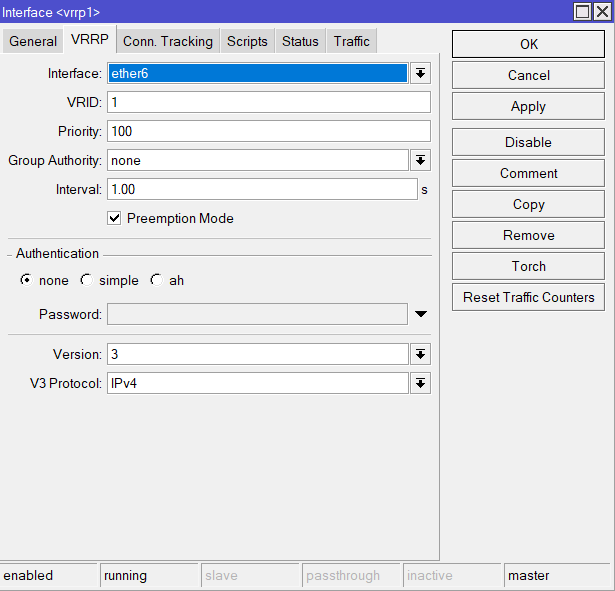 Interface <vrrp1>
General VRRP Conn. Tracking Scripts Status Traffic
Interface: ether6
VRID: 1
Priority: 100
Group Authority: none
Interval: 1.00 s
Preemption Mode
Authentication
none simple ah
Password:
Version: 3
V3 Protocol: IPv4
OK
Cancel
Apply
Disable
Comment
Copy
Remove
Torch
Reset Traffic Counters
enabled running slave passthrough inactive master